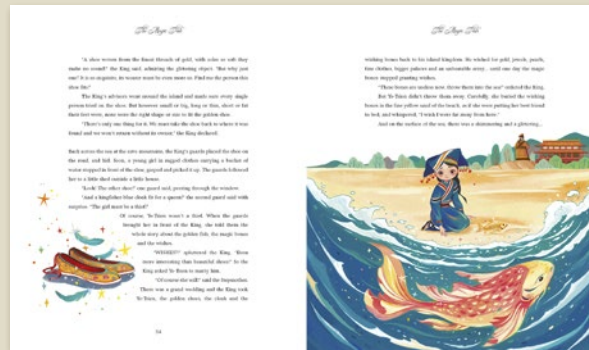 The Magic Fish
"A shoe woven from the finest threads of gold, with soles so soft they
make no sound!" the King said, admiring the glittering object. "But why just
one? It is so exquisite, its wearer must be even more so. Find me the person this
shoe fits!"
The King's advisors went around the island and made sure every single
person tried on the shoe. But however small or big, long or thin, short or fat
their feet were, none were the right shape or size to fit the golden shoe.
"There's only one thing for it. We must take the shoe back to where it was
found and we won't return without its owner," the King declared.
Back across the sea at the cave mountains, the King's guards placed the shoe on
the road, and hid. Soon, a young girl in ragged clothes carrying a bucket of
water stopped in front of the shoe, gasped and picked it up. The guards followed
her to a little shed outside a little house.
"Look! The other shoe!" one guard said, peering through the window.
"And a kingfisher blue cloak fit for a queen!" the second guard said with
surprise. "The girl must be a thief!"
Of course, Ye-Xian wasn't a thief. When the guards
brought her in front of the King, she told them the
whole story about the golden fish, the magic bones
and the wishes.
"WISHES?!" spluttered the King. "Even
more interesting than beautiful shoes!" So the
King asked Ye-Xian to marry him.
"Of course she will!" said the Stepmother.
There was a grand wedding and the King took
Ye-Xian, the golden shoes, the cloak and the
34
The Magic Fish
wishing bones back to his island kingdom. He wished for gold, jewels, pearls,
fine clothes, bigger palaces and an
until one day the magic
bones stopped granting wishes.
"These bones are useless now, throw them into the sea!" ordered the King.
But Ye-Xian didn't throw them away. Carefully, she buried the wishing
bones in the fine yellow sand of the beach, as if she were putting her best friend
to bed, and whispered, "I wish I were far away from here."
And on the surface of the sea, there was a shimmering and a glittering...